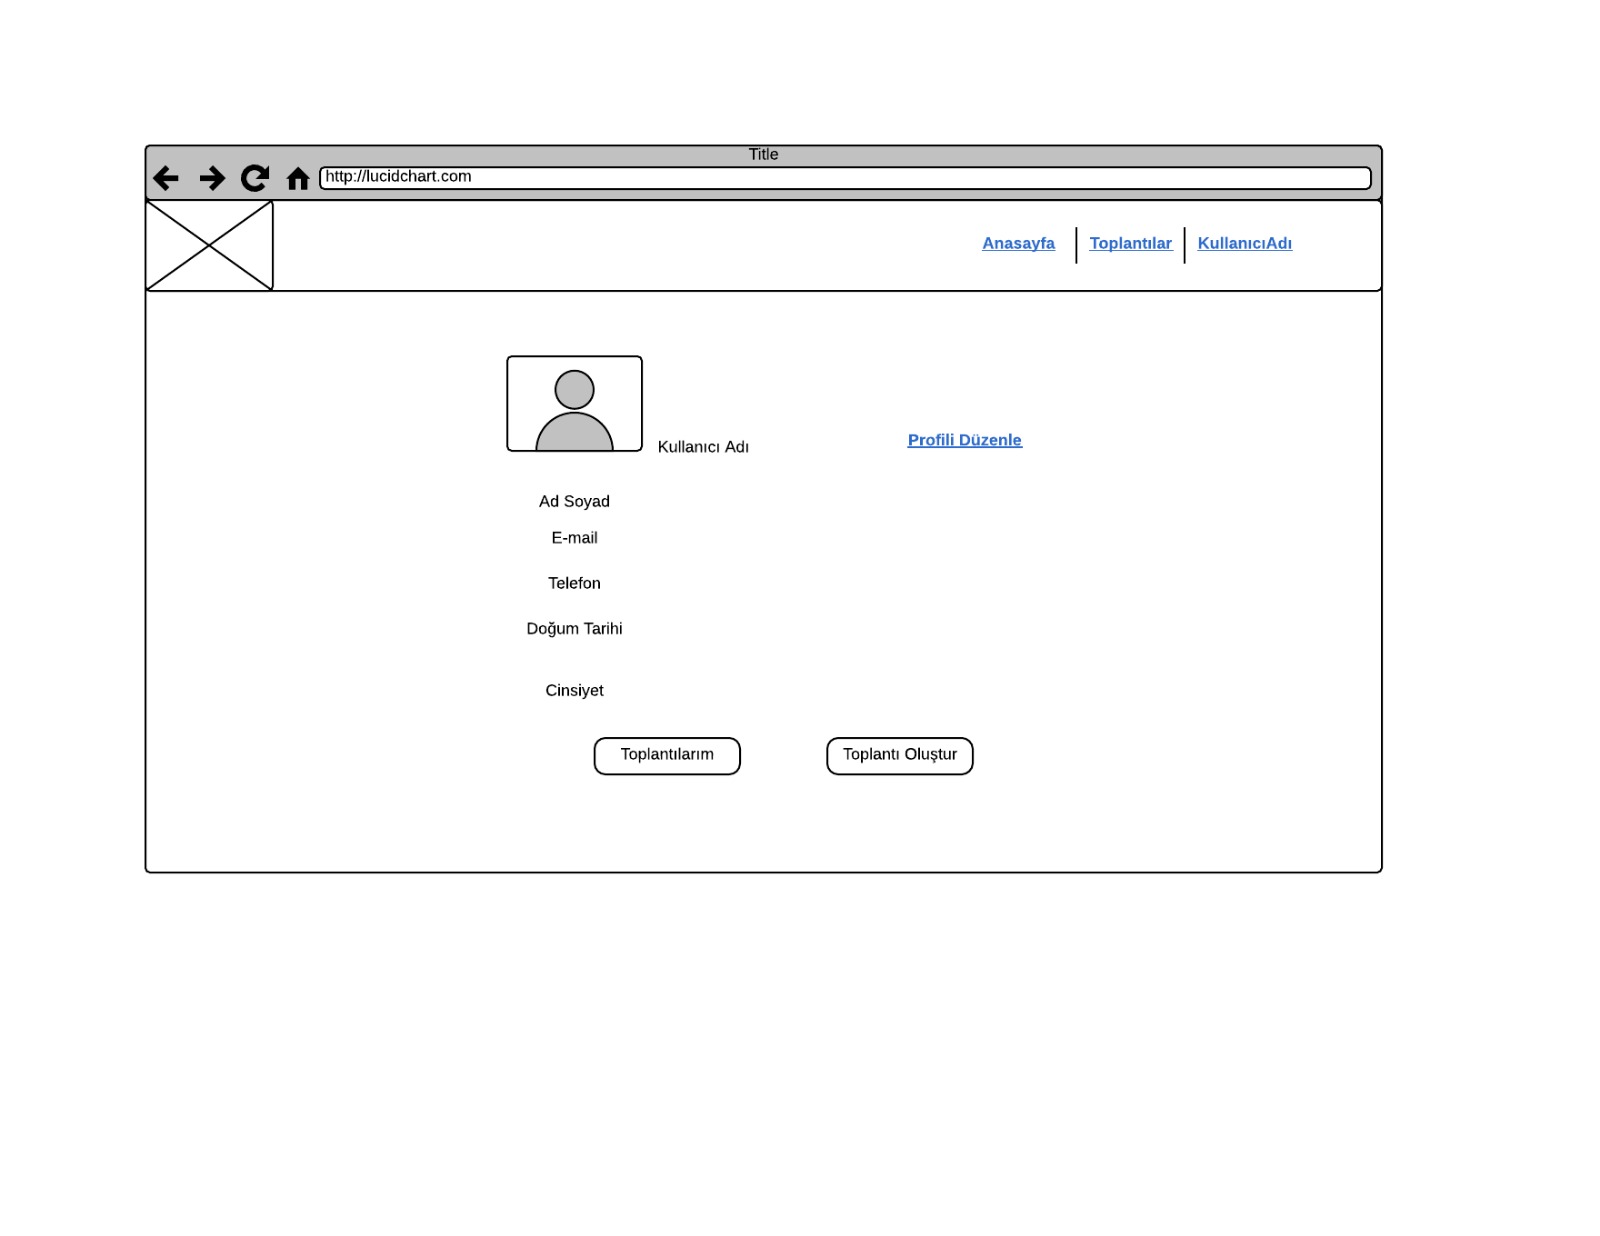 Title
http://lucidchart.com
Anasayfa
Toplantılar
KullanıcıAdı
Kullanıcı Adı
Profili Düzenle
Ad Soyad
E-mail
Telefon
Doğum Tarihi
Cinsiyet
Toplantılarım
Toplantı Oluştur